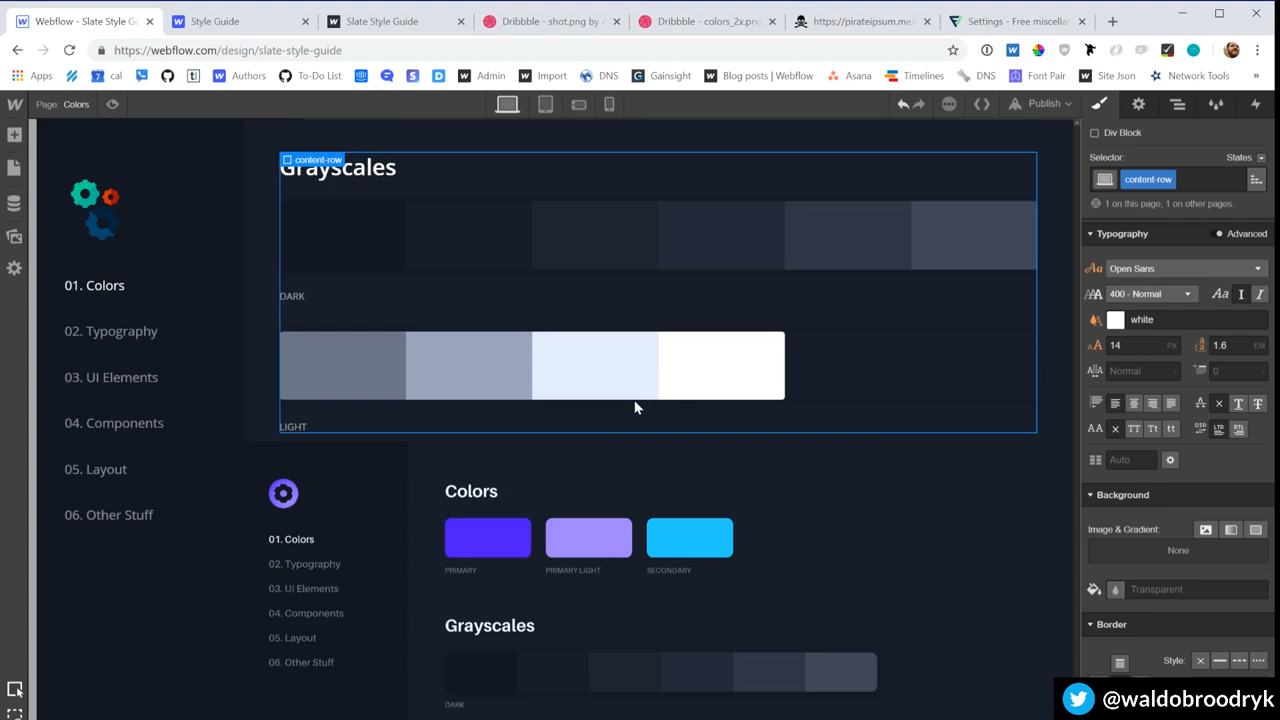 Webflow - Slate Style Gui
Style Guide
Slate Style Guide
Dribbble - shot.png by
Dribbble - colors_2x.png
https://pirateipsum.me/
Settings - Free miscellan
https://webflow.com/design/slate-style-guide
Apps
cal
Authors
To-Do List
DNS
Admin
Import
Gainsight
Blog posts | Webflow
Asana
Timelines
DNS
Font Pair
Site Json
Network Tools
Page: Colors
Publish
Div Block
Selector:
States
content-row
1 on this page, 1 on other pages.
Typography
Advanced
Open Sans
400 - Normal
white
14 PX
1.6 EM
Normal
0
Auto
Background
Image & Gradient:
None
Transparent
Border
Style:
content-row
Grayscales
DARK
LIGHT
01. Colors
02. Typography
03. UI Elements
04. Components
05. Layout
06. Other Stuff
01. Colors
02. Typography
03. UI Elements
04. Components
05. Layout
06. Other Stuff
Colors
PRIMARY
PRIMARY LIGHT
SECONDARY
Grayscales
DARK
@waldobroodryk